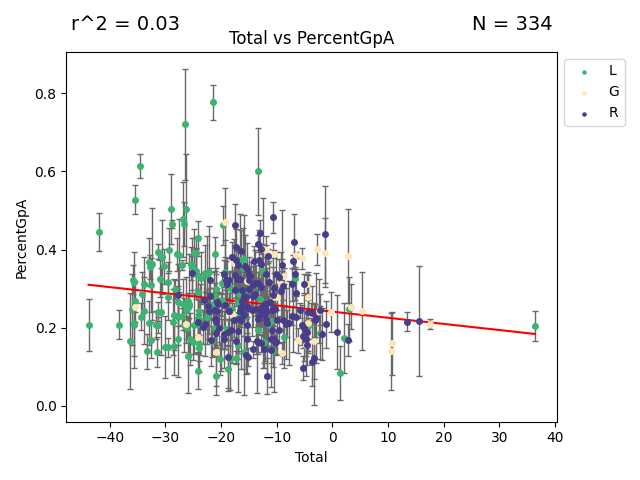 r^2 = 0.03
N = 334
Total vs PercentGpA
L
G
R
0.8
0.6
0.4
0.2
0.0
PercentGpA
−40
−30
−20
−10
0
10
20
30
40
Total